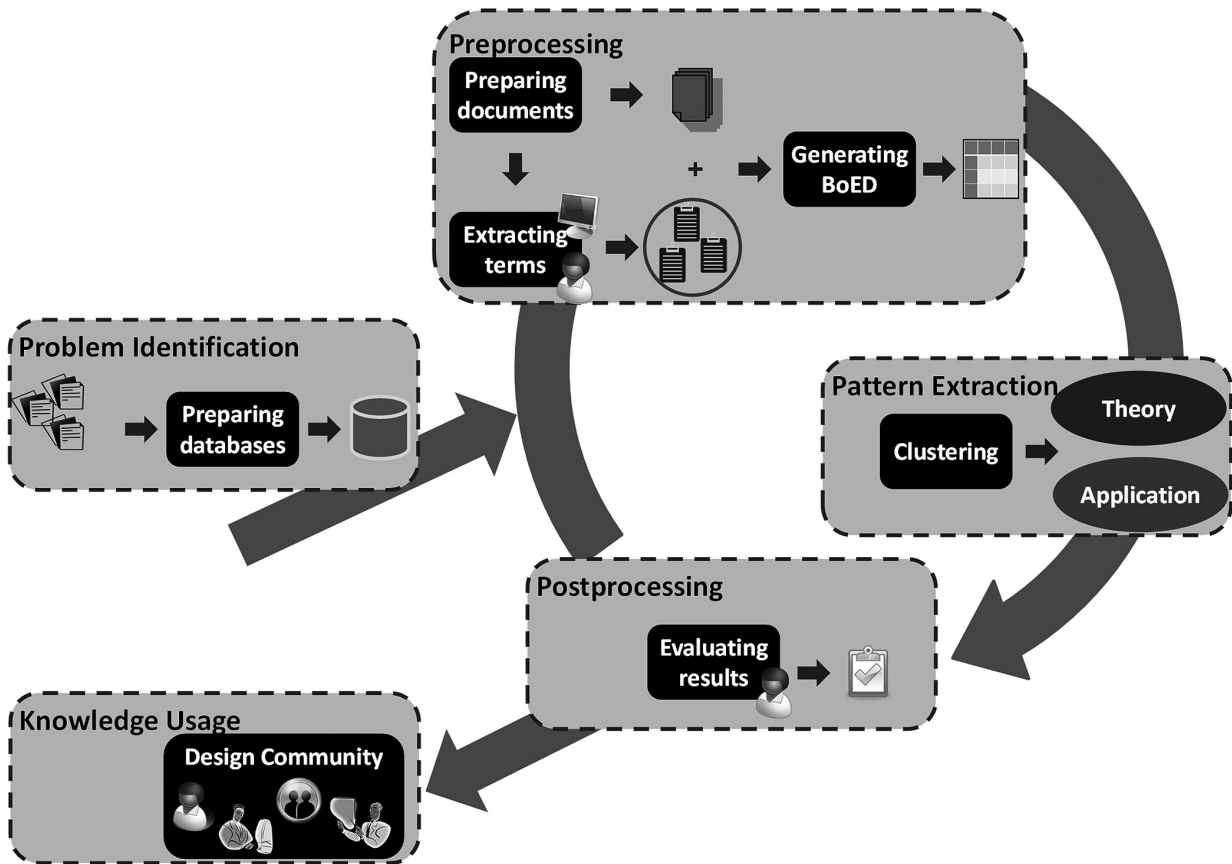 Preprocessing
Preparing
documents
+
Generating
BoED
Extracting
terms
Problem Identification
Preparing
databases
Pattern Extraction
Theory
Clustering
Application
Postprocessing
Evaluating
results
Knowledge Usage
Design Community